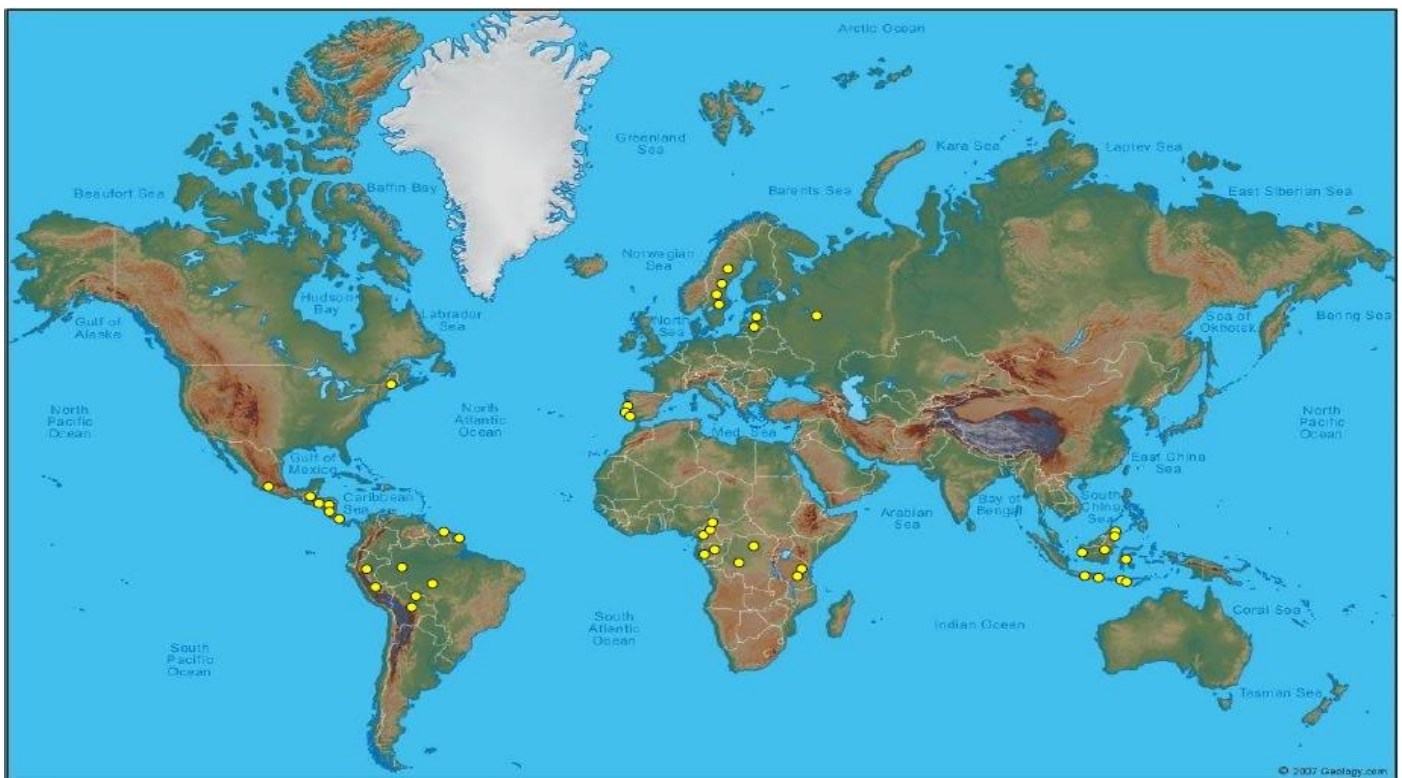 Arctic Ocean
Greenland
Sea
Kara Sea
Laptev Sea
Beaufort Sea
Baffin Bay
Barents Sea
East Siberian Sea
Norwegian
Sea
Hudson
Bay
Gulf of
Alaska
Labrador
Sea
North
Sea
Sea of
Okhotsk
Bering Sea
North
Pacific
Ocean
North
Atlantic
Ocean
Med. Sea
North
Pacific
Ocean
Gulf of
Mexico
East China
Sea
Caribbean
Sea
Arabian
Sea
Bay of
Bengal
South
China
Sea
South
Atlantic
Ocean
Indian Ocean
Coral Sea
South
Pacific
Ocean
Tasman Sea
© 2007 Geology.com